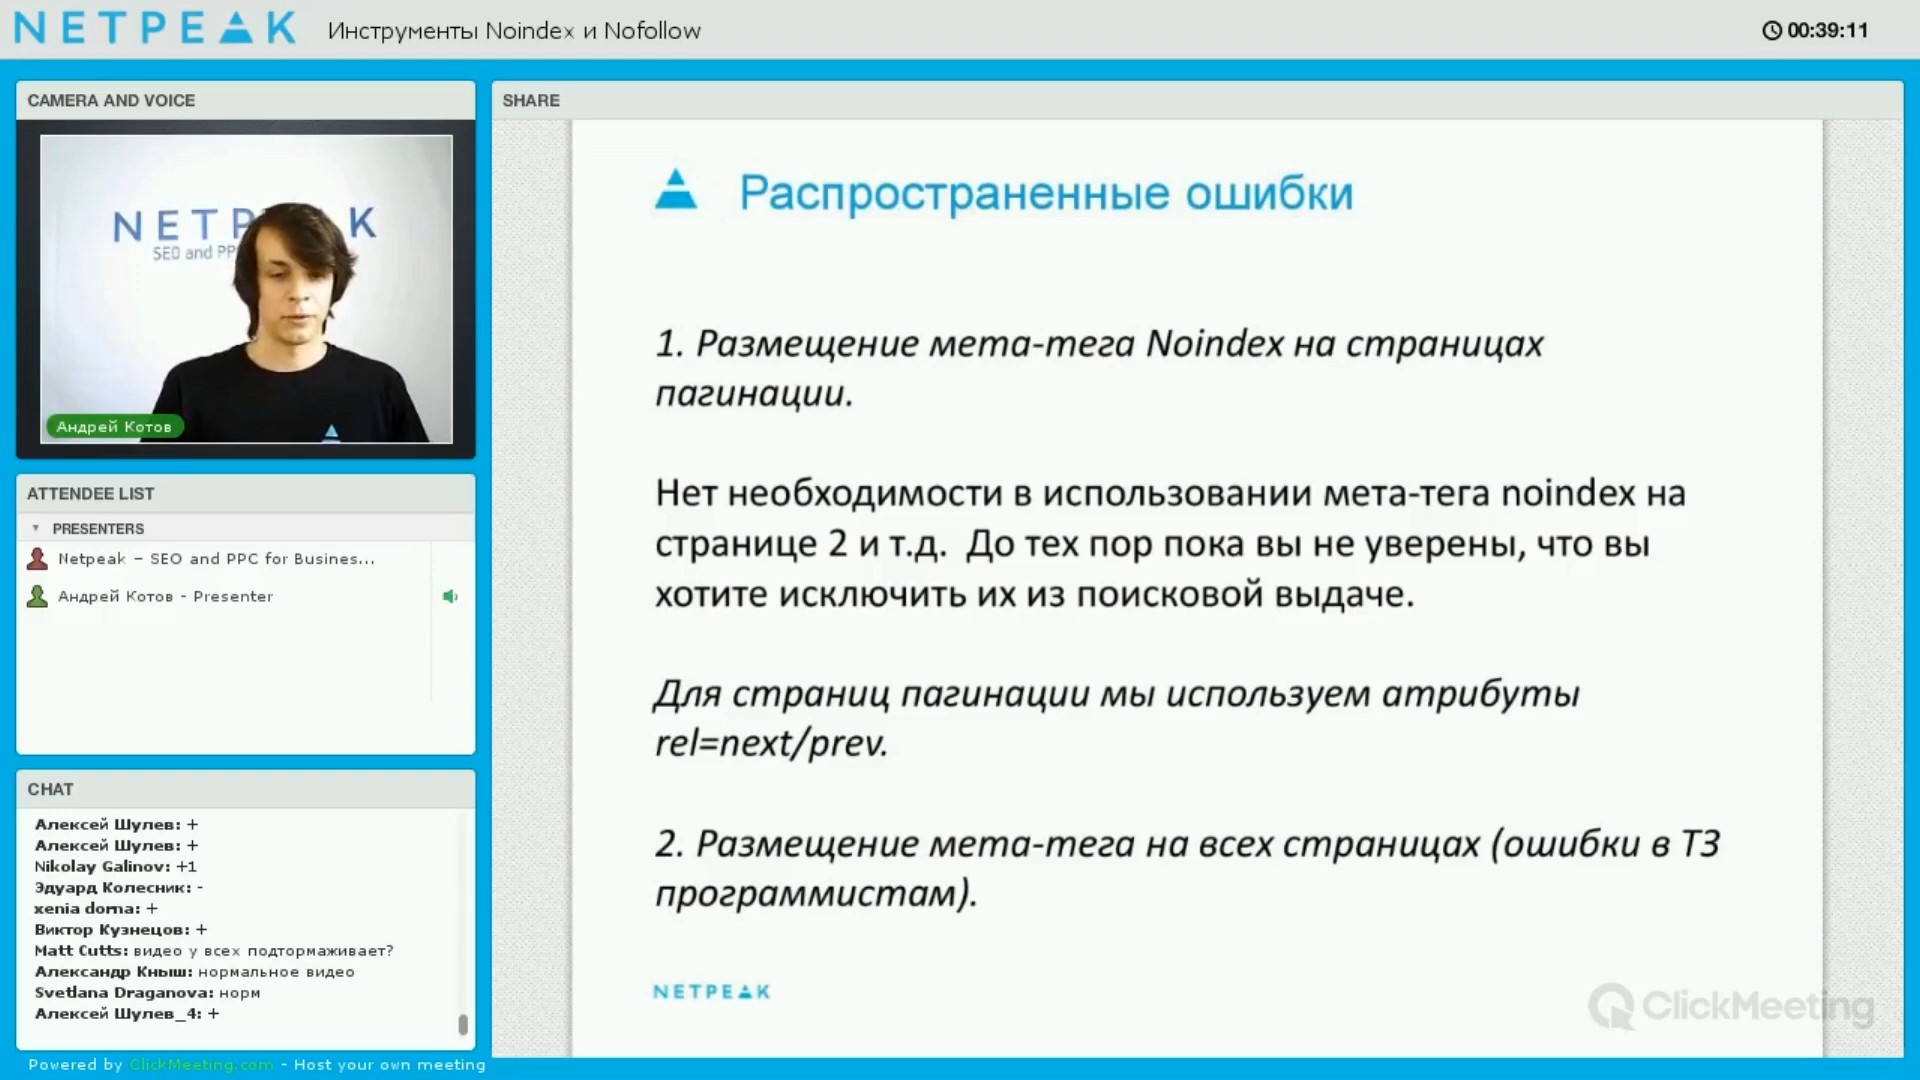 NETPEAK
Инструменты Noindex и Nofollow
00:39:11
CAMERA AND VOICE
NETPEAK
SEO and PP
Андрей Котов
ATTENDEE LIST
PRESENTERS
Netpeak – SEO and PPC for Busines...
Андрей Котов - Presenter
CHAT
Алексей Шулев: +
Алексей Шулев: +
Nikolay Galinov: +1
Эдуард Колесник: -
xenia doma: +
Виктор Кузнецов: +
Matt Cutts: видео у всех подтормаживает?
Александр Кныш: нормальное видео
Svetlana Draganova: норм
Алексей Шулев_4: +
Powered by ClickMeeting.com - Host your own meeting
SHARE
Распространенные ошибки
1. Размещение мета-тега Noindex на страницах
пагинации.
Нет необходимости в использовании мета-тега noindex на
странице 2 и т.д. До тех пор пока вы не уверены, что вы
хотите исключить их из поисковой выдаче.
Для страниц пагинации мы используем атрибуты
rel=next/prev.
2. Размещение мета-тега на всех страницах (ошибки в ТЗ
программистам).
NETPEAK
ClickMeeting